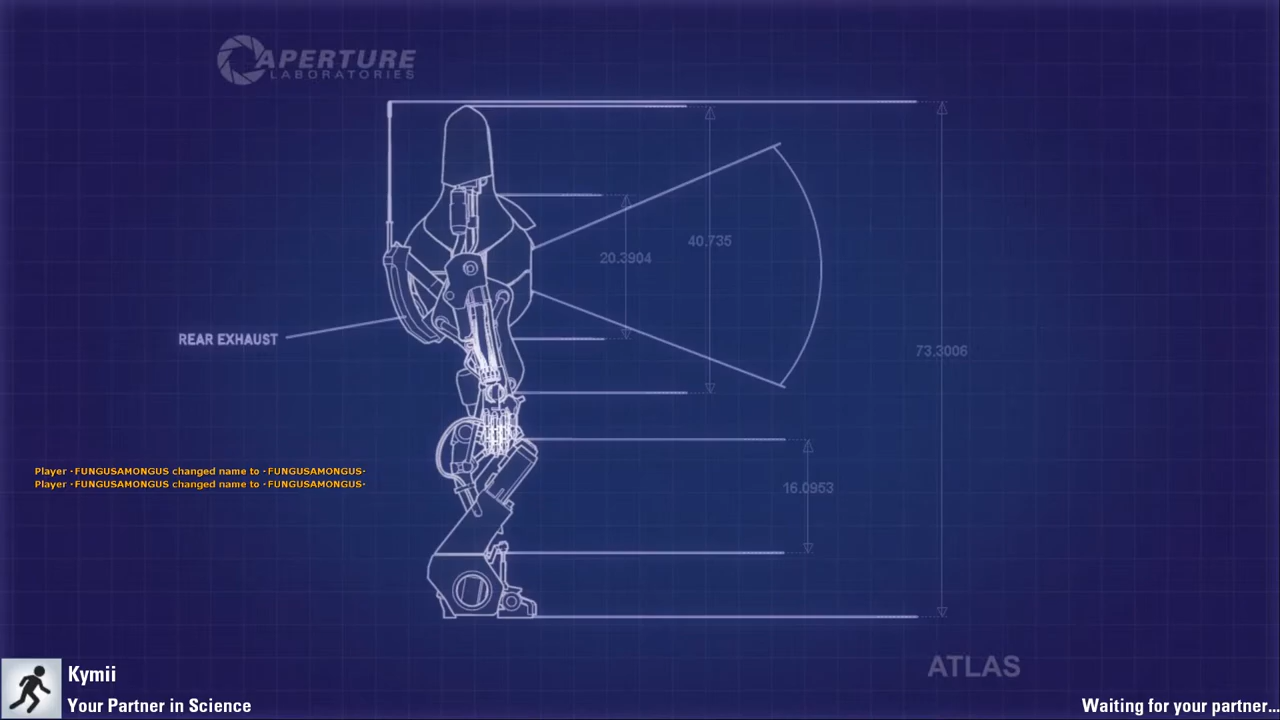 APERTURE
LABORATORIES
40.735
20.3904
REAR EXHAUST
73.3006
Player -FUNGUSAMONGUS changed name to -FUNGUSAMONGUS-
Player -FUNGUSAMONGUS changed name to -FUNGUSAMONGUS-
16.0953
ATLAS
Kymii
Your Partner in Science
Waiting for your partner...